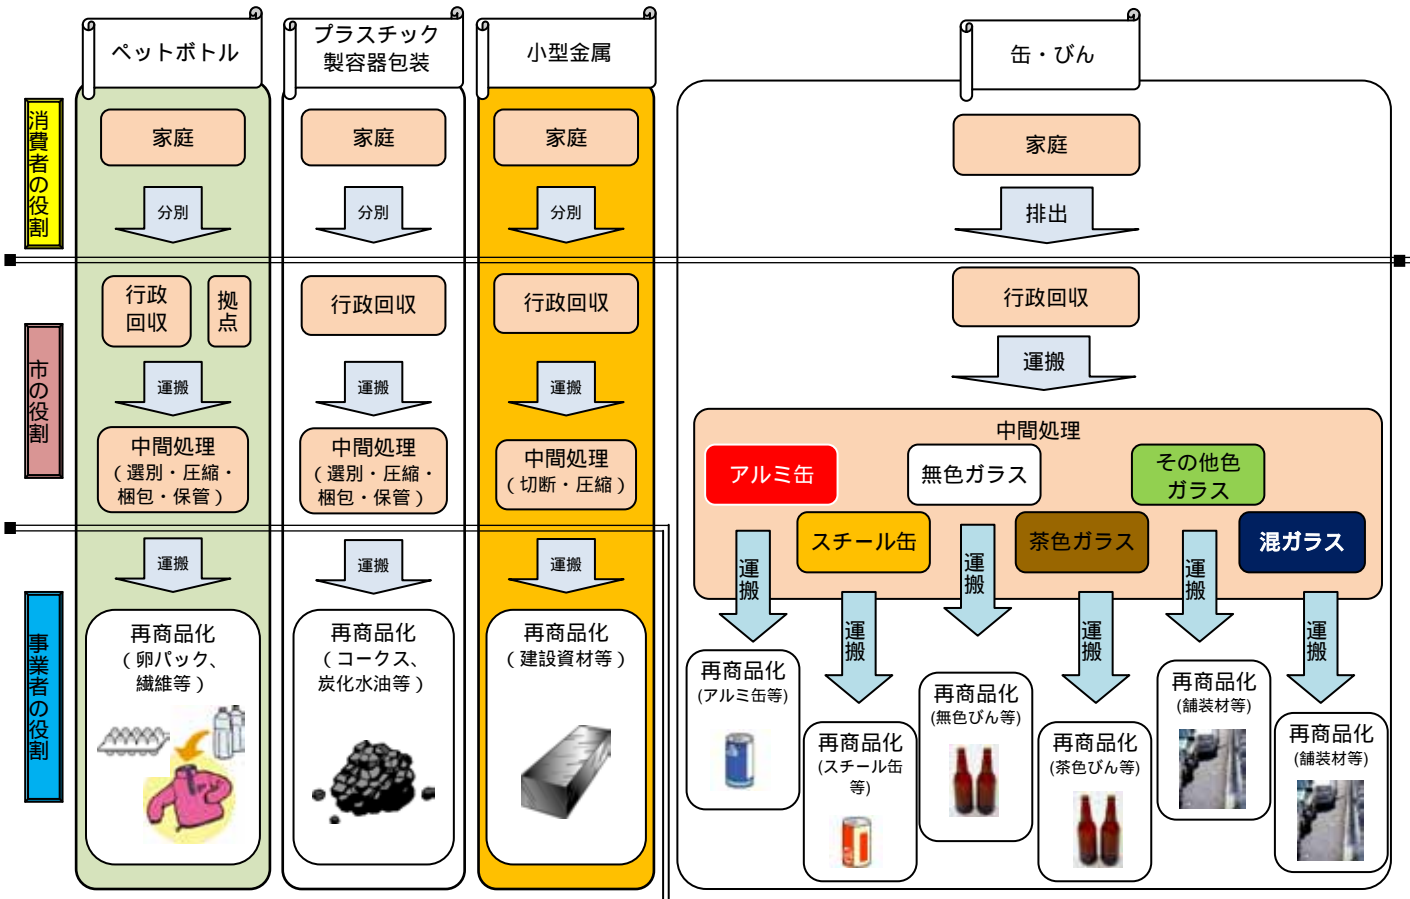 ペットボトル
プラスチック
製容器包装
小型金属
缶・びん
消費者の役割
家庭
家庭
家庭
家庭
分別
分別
分別
排出
市の役割
行政
回収
拠
点
行政回収
行政回収
行政回収
運搬
運搬
運搬
運搬
中間処理
（選別・圧縮・
梱包・保管）
中間処理
（選別・圧縮・
梱包・保管）
中間処理
（切断・圧縮）
中間処理
アルミ缶
無色ガラス
その他色
ガラス
スチール缶
茶色ガラス
混ガラス
事業者の役割
運搬
運搬
運搬
運搬
運搬
運搬
運搬
運搬
運搬
再商品化
（卵パック、
繊維等）
再商品化
（コークス、
炭化水油等）
再商品化
（建設資材等）
再商品化
(アルミ缶等)
再商品化
(スチール缶
等)
再商品化
(無色びん等)
再商品化
(茶色びん等)
再商品化
(舗装材等)
再商品化
(舗装材等)